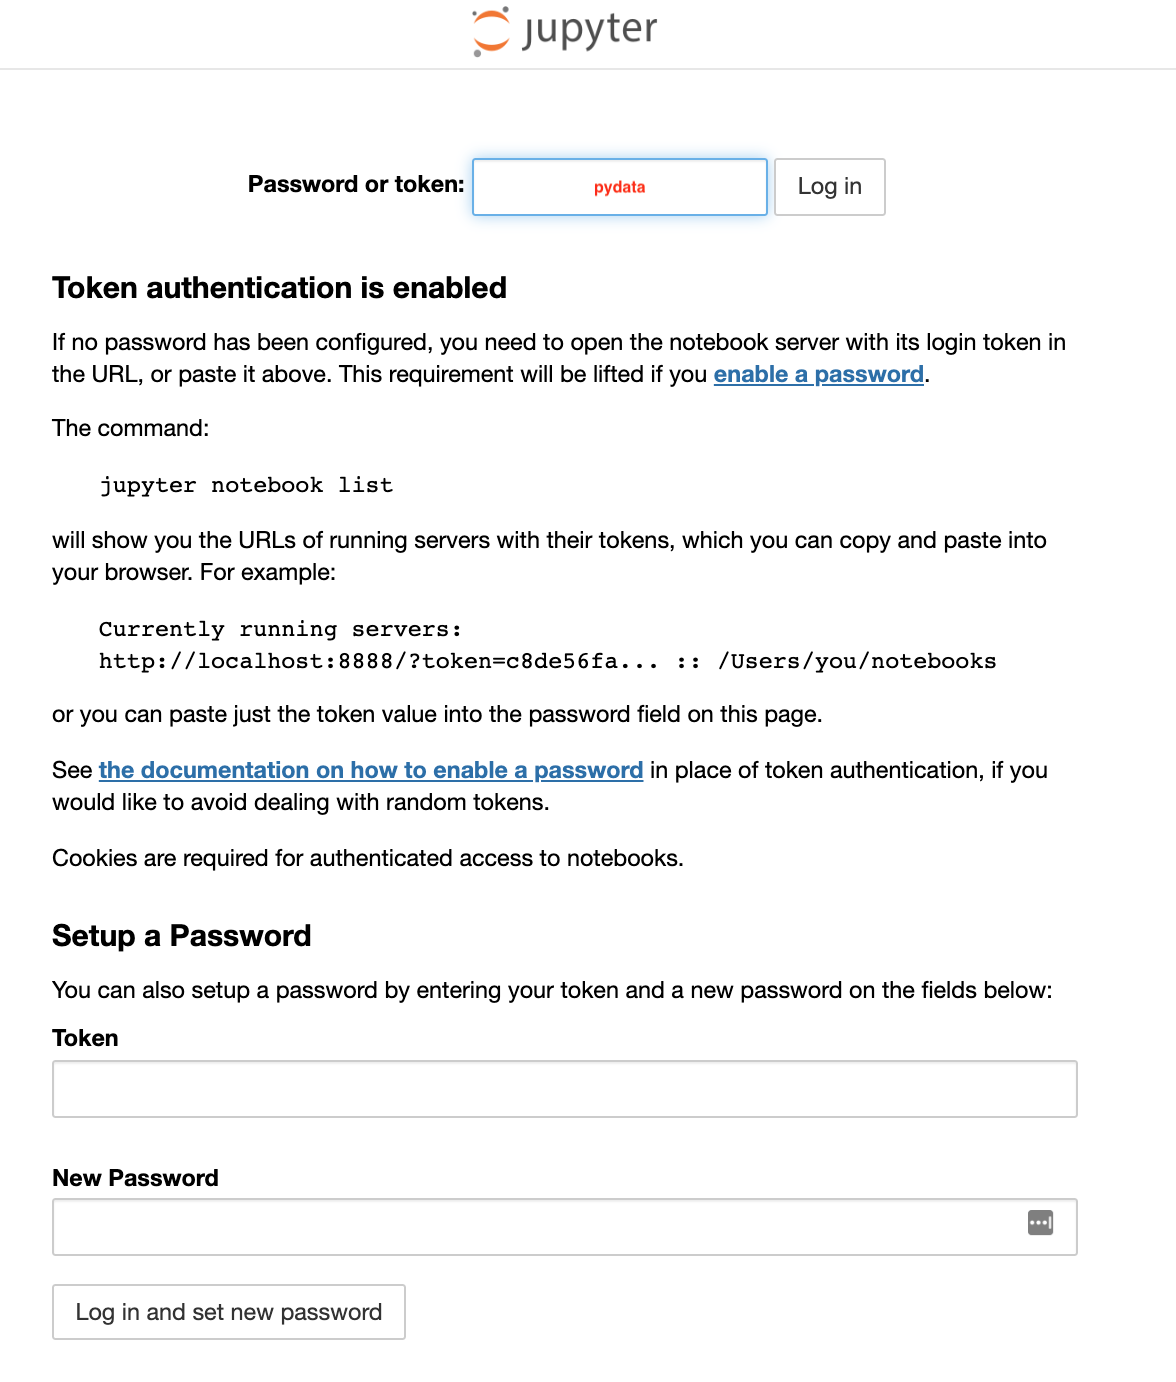 jupyter
Password or token: pydata Log in
Token authentication is enabled
If no password has been configured, you need to open the notebook server with its login token in
the URL, or paste it above. This requirement will be lifted if you enable a password.
The command:
jupyter notebook list
will show you the URLs of running servers with their tokens, which you can copy and paste into
your browser. For example:
Currently running servers:
http://localhost:8888/?token=c8de56fa... :: /Users/you/notebooks
or you can paste just the token value into the password field on this page.
See the documentation on how to enable a password in place of token authentication, if you
would like to avoid dealing with random tokens.
Cookies are required for authenticated access to notebooks.
Setup a Password
You can also setup a password by entering your token and a new password on the fields below:
Token
New Password
Log in and set new password